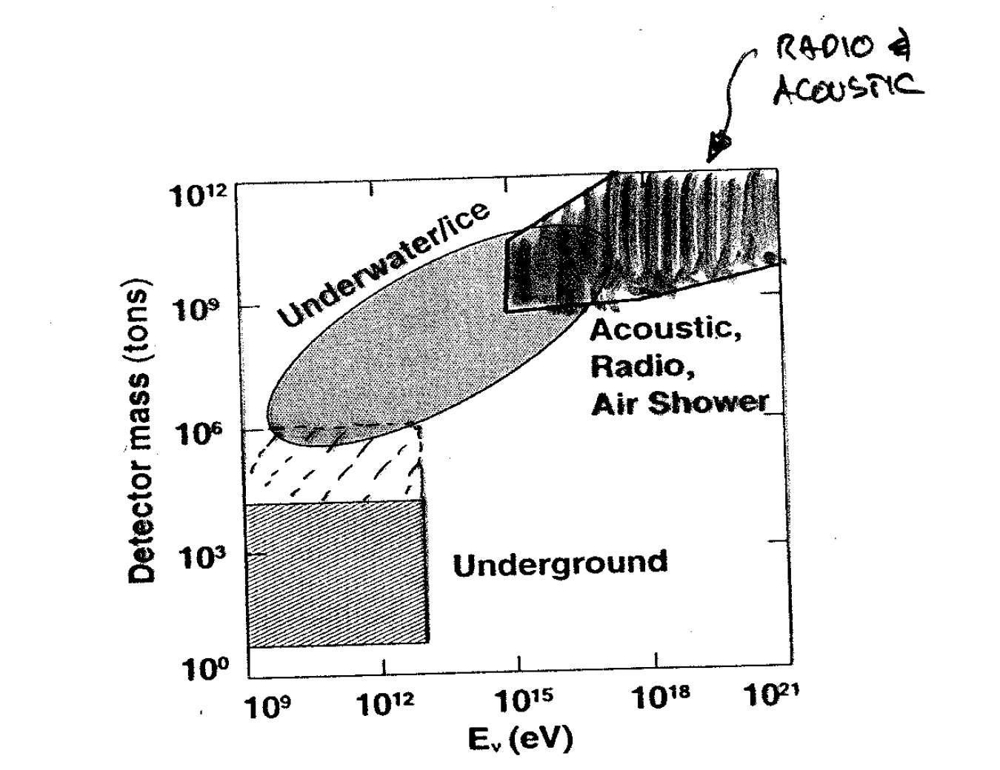 RADIO &
ACOUSTIC
10¹²
Underwater/ice
10⁹
Acoustic,
Radio,
Air Shower
10⁶
Detector mass (tons)
10³
Underground
10⁰
10⁹ 10¹² 10¹⁵ 10¹⁸ 10²¹
Eᵥ (eV)